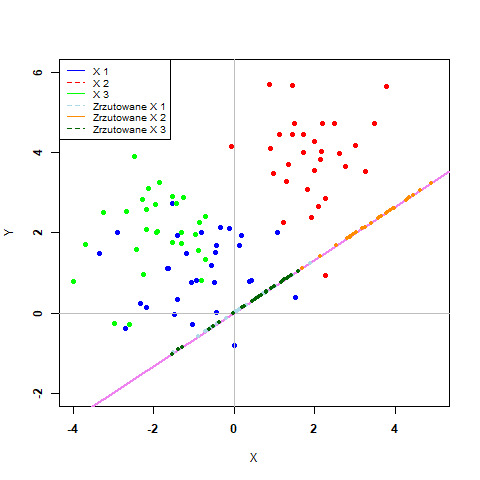 X 1
X 2
X 3
Zrzutowane X 1
Zrzutowane X 2
Zrzutowane X 3
6
4
2
0
-2
Y
-4
-2
0
2
4
X